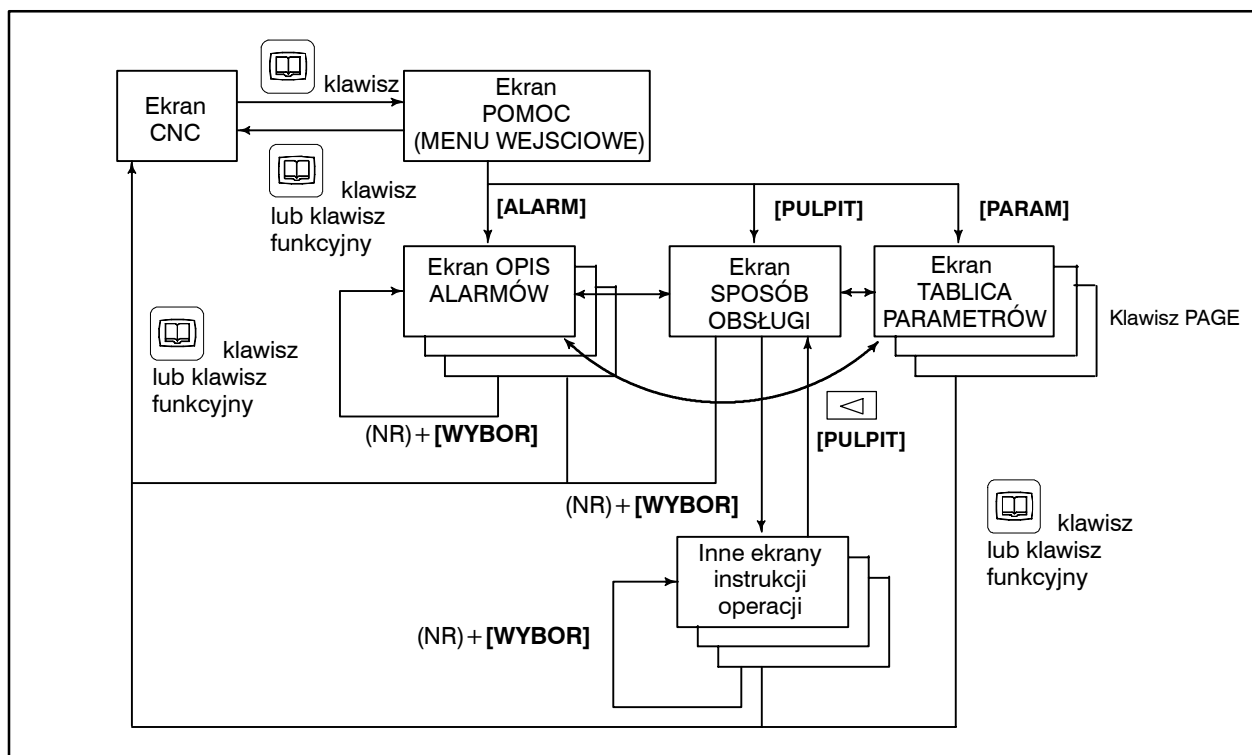 klawisz
Ekran
CNC
Ekran
POMOC
(MENU WEJSCIOWE)
klawisz
lub klawisz
funkcyjny
[ALARM]
[PULPIT]
[PARAM]
Ekran OPIS
ALARMÓW
Ekran
SPOSÓB
OBSŁUGI
Ekran
TABLICA
PARAMETRÓW
Klawisz PAGE
klawisz
lub klawisz
funkcyjny
(NR)+[WYBOR]
[PULPIT]
(NR)+[WYBOR]
klawisz
lub klawisz
funkcyjny
Inne ekrany
instrukcji
operacji
(NR)+[WYBOR]